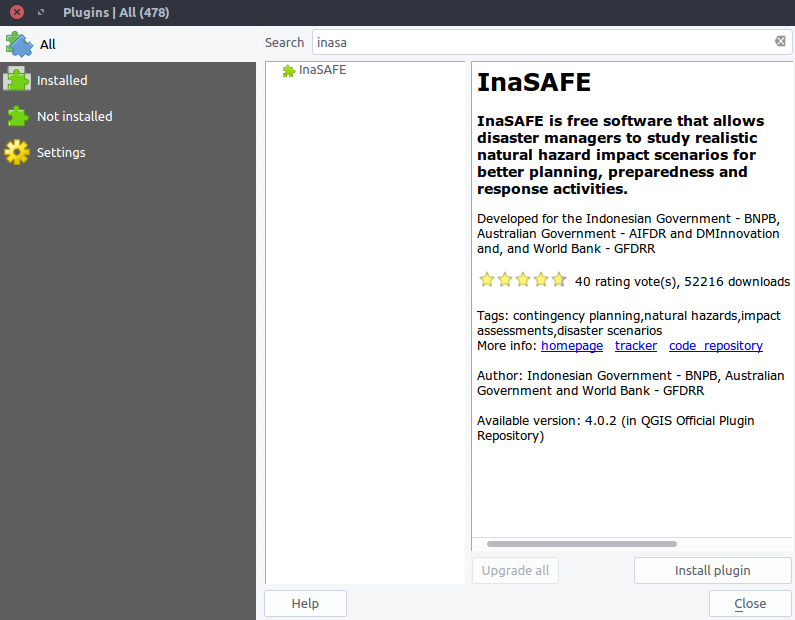 Plugins | All (478)
All
Installed
Not installed
Settings
Search inasa
InaSAFE
InaSAFE
InaSAFE is free software that allows
disaster managers to study realistic
natural hazard impact scenarios for
better planning, preparedness and
response activities.
Developed for the Indonesian Government - BNPB,
Australian Government - AIFDR and DMInnovation
and, and World Bank - GFDRR
40 rating vote(s), 52216 downloads
Tags: contingency planning,natural hazards,impact
assessments,disaster scenarios
More info: homepage tracker code_repository
Author: Indonesian Government - BNPB, Australian
Government and World Bank - GFDRR
Available version: 4.0.2 (in QGIS Official Plugin
Repository)
Upgrade all
Install plugin
Help
Close